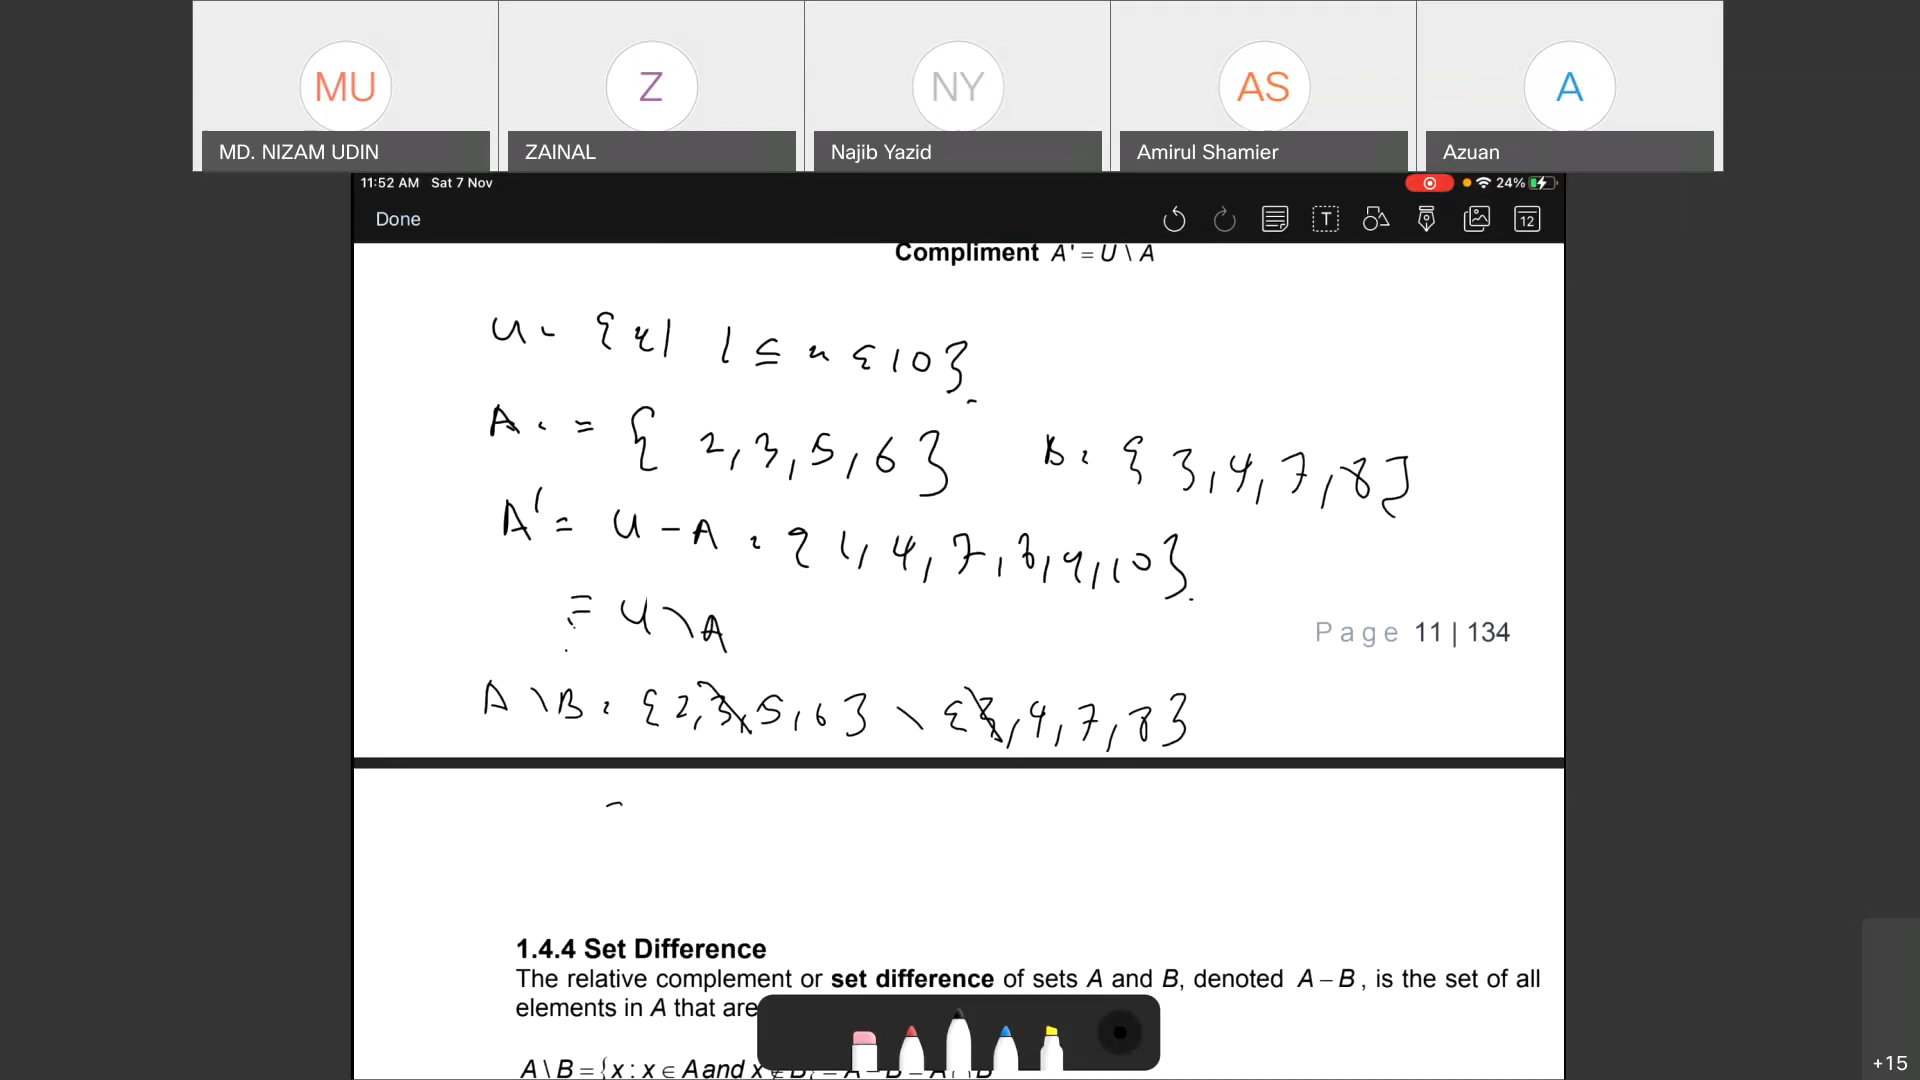 MU Z NY AS A
MD. NIZAM UDIN ZAINAL Najib Yazid Amirul Shamier Azuan
11:52 AM Sat 7 Nov 24%
Done T 12
Compliment A' = U \ A
U = {x| 1 ≤ x ≤ 10}
A = {2,3,5,6} B = {3,4,7,8}
A' = U - A = {1,4,7,8,9,10}
= U \ A
Page 11 | 134
A \ B = {2,3,5,6} \ {3,4,7,8}
1.4.4 Set Difference
The relative complement or set difference of sets A and B, denoted A – B, is the set of all
elements in A that are
A \ B = {x : x ∈ A and x ∉ B} = A – B = A ∩ B
+15